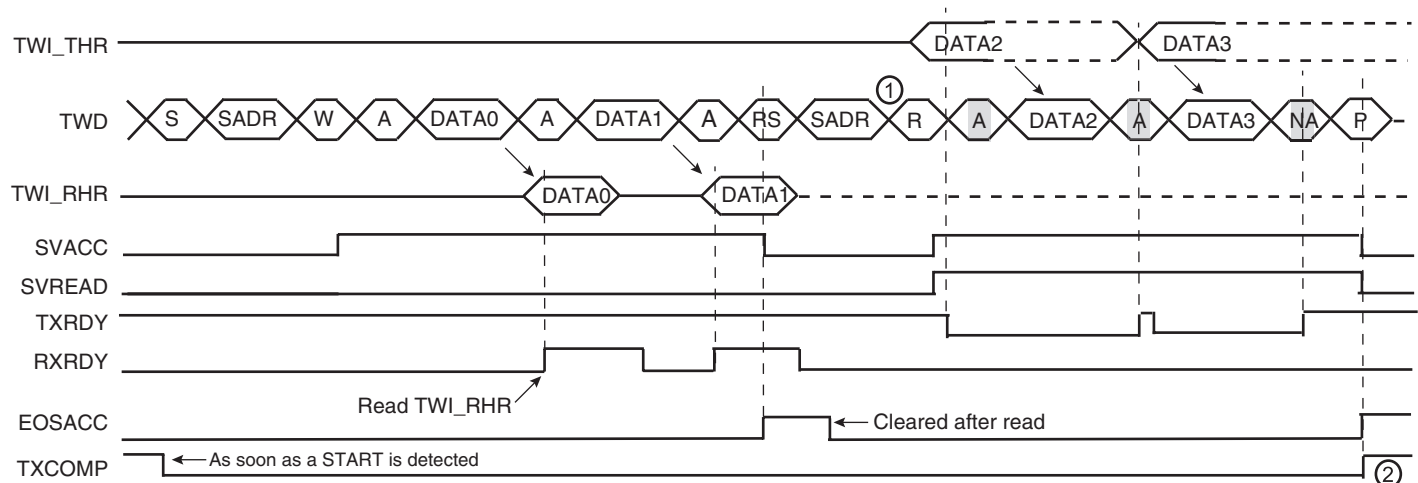 TWI_THR DATA2 DATA3
TWD S SADR W A DATA0 A DATA1 A RS SADR 1 R A DATA2 A DATA3 NA P
TWI_RHR DATA0 DATA1
SVACC
SVREAD
TXRDY
RXRDY
Read TWI_RHR
EOSACC Cleared after read
TXCOMP As soon as a START is detected 2